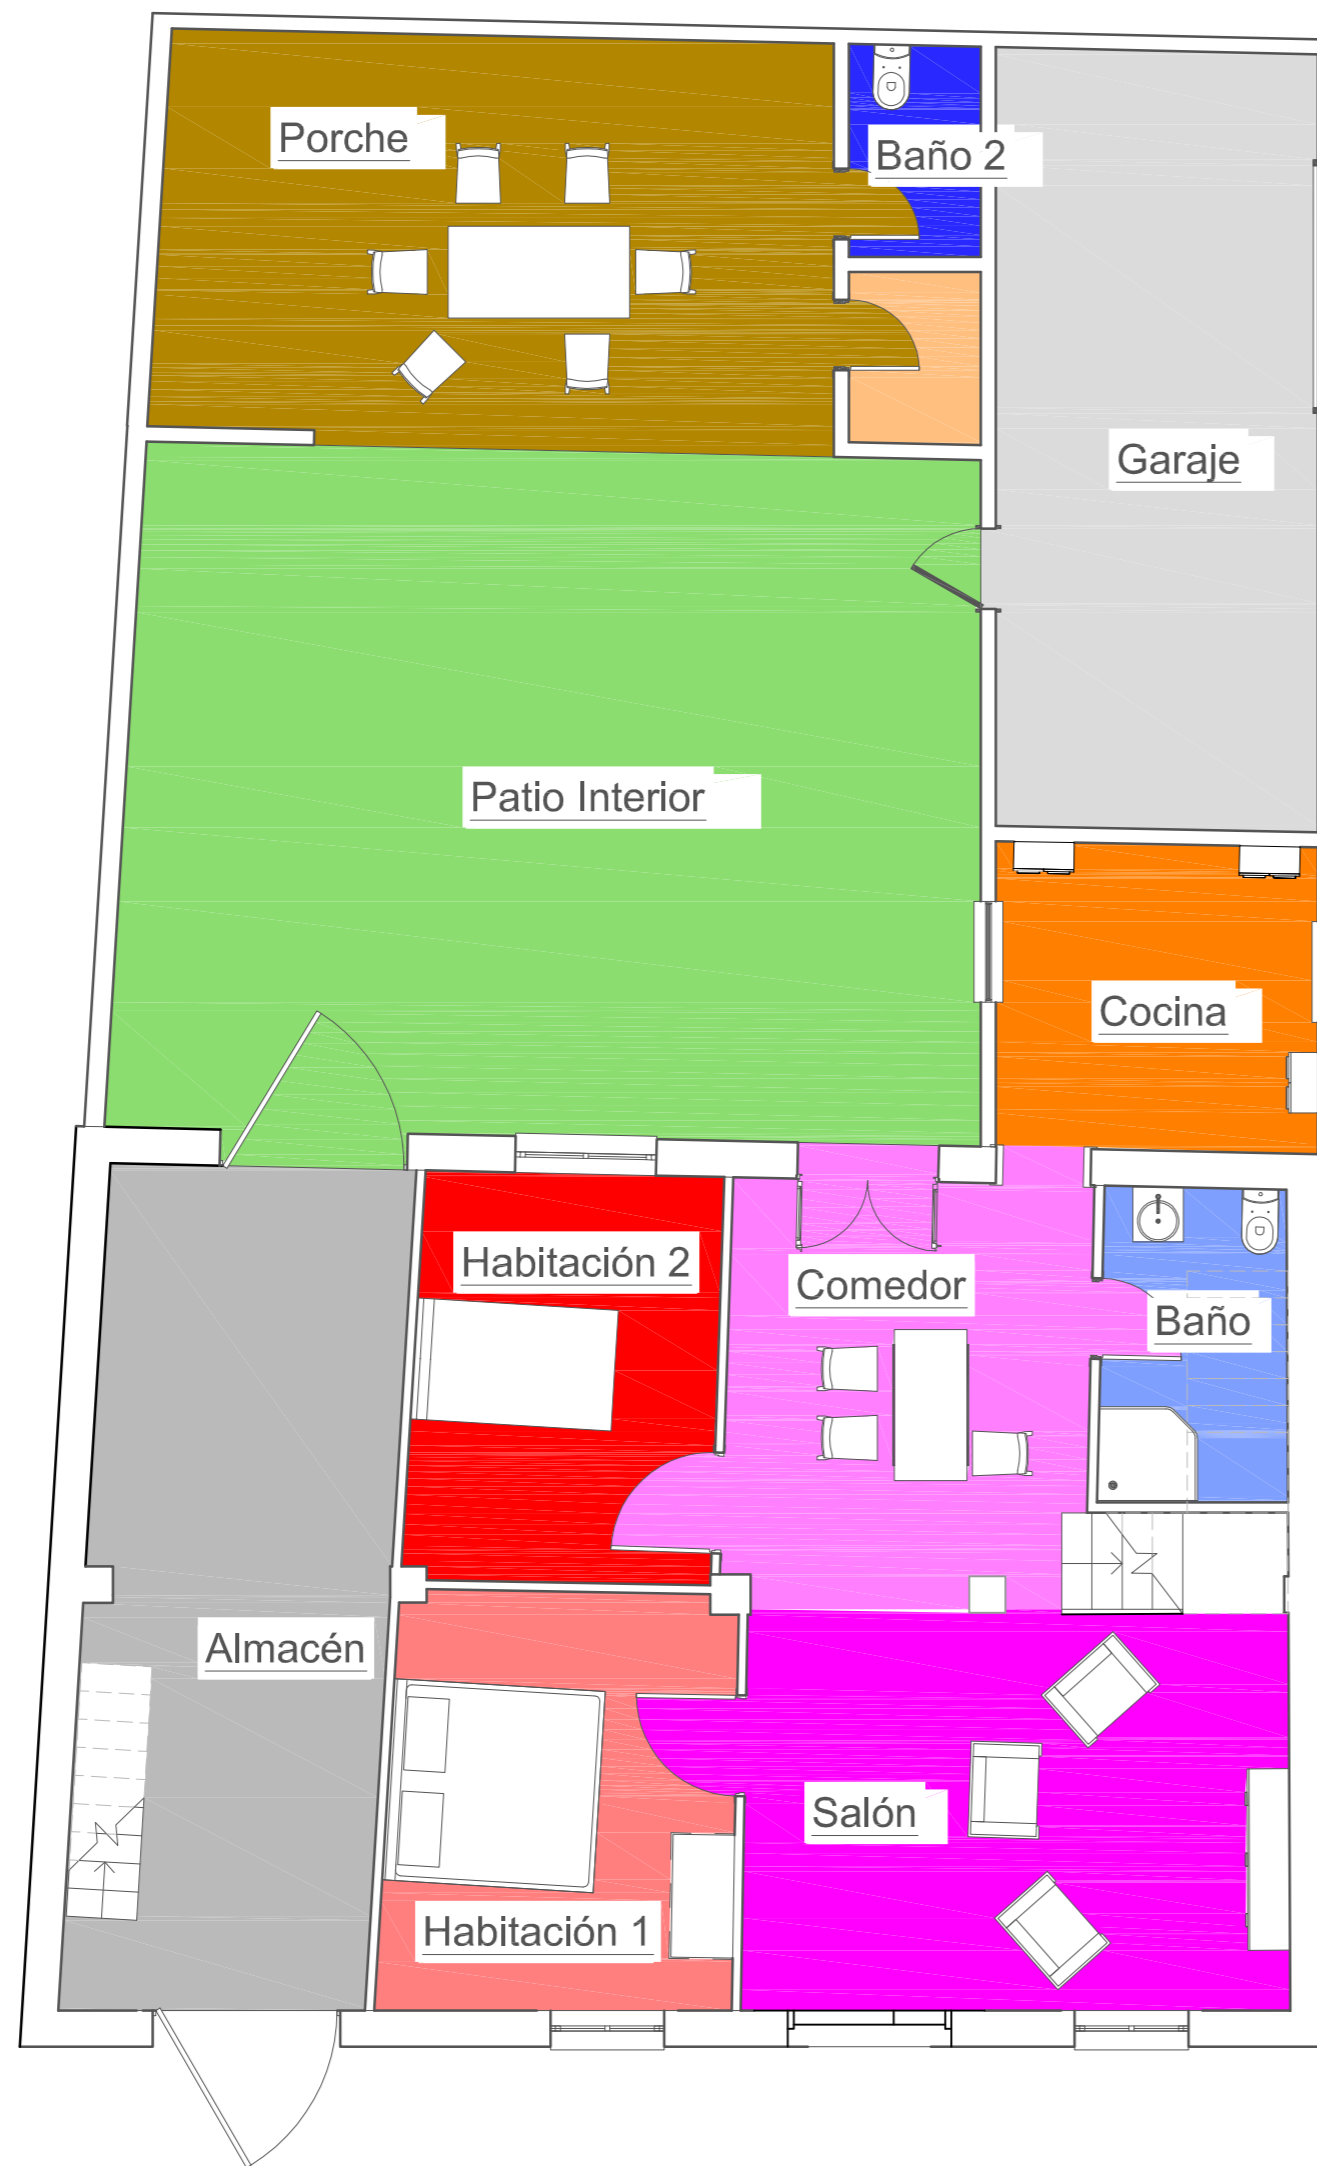 Porche
Baño 2
Garaje
Patio Interior
Cocina
Habitación 2
Comedor
Baño
Almacén
Salón
Habitación 1